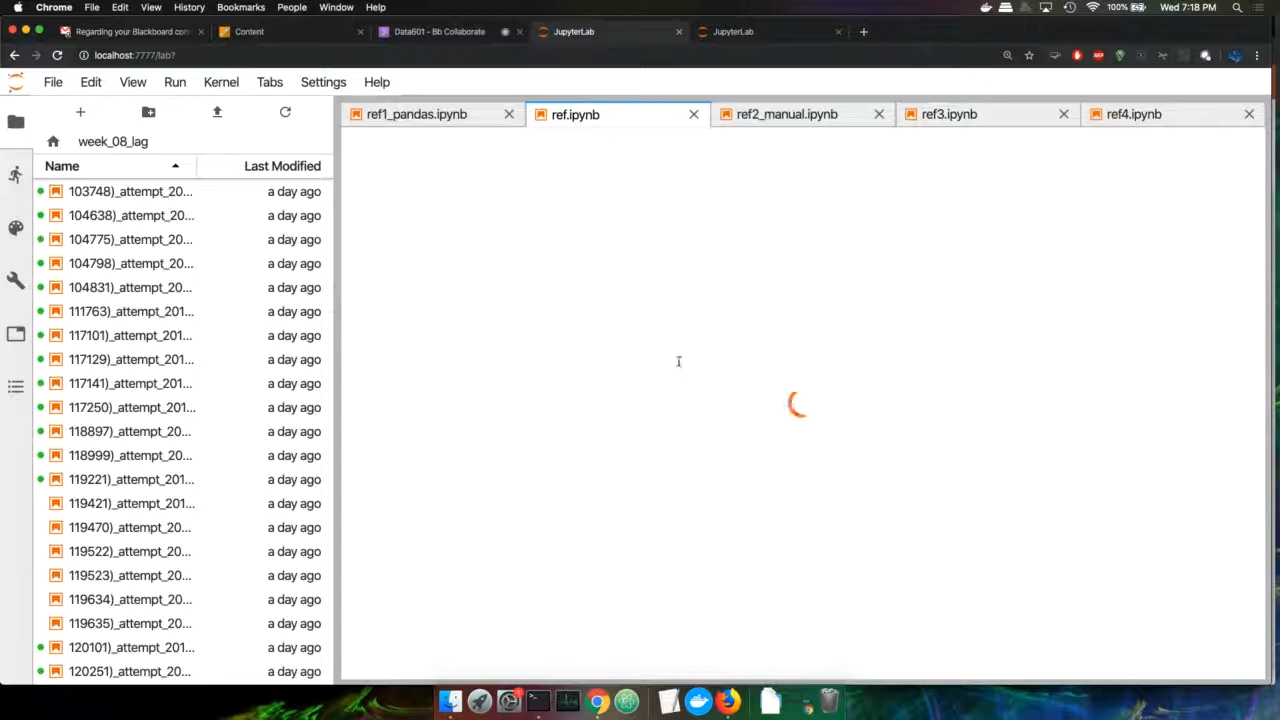 Chrome File Edit View History Bookmarks People Window Help 100% Wed 7:18 PM
Regarding your Blackboard con Content Data601 - Bb Collaborate JupyterLab JupyterLab
localhost:7777/lab?
File Edit View Run Kernel Tabs Settings Help
ref1_pandas.ipynb ref.ipynb ref2_manual.ipynb ref3.ipynb ref4.ipynb
week_08_lag
Name Last Modified
103748)_attempt_20... a day ago
104638)_attempt_20... a day ago
104775)_attempt_20... a day ago
104798)_attempt_20... a day ago
104831)_attempt_20... a day ago
111763)_attempt_201... a day ago
117101)_attempt_201... a day ago
117129)_attempt_201... a day ago
117141)_attempt_201... a day ago
117250)_attempt_201... a day ago
118897)_attempt_20... a day ago
118999)_attempt_20... a day ago
119221)_attempt_201... a day ago
119421)_attempt_201... a day ago
119470)_attempt_20... a day ago
119522)_attempt_20... a day ago
119523)_attempt_20... a day ago
119634)_attempt_20... a day ago
119635)_attempt_20... a day ago
120101)_attempt_201... a day ago
120251)_attempt_20... a day ago